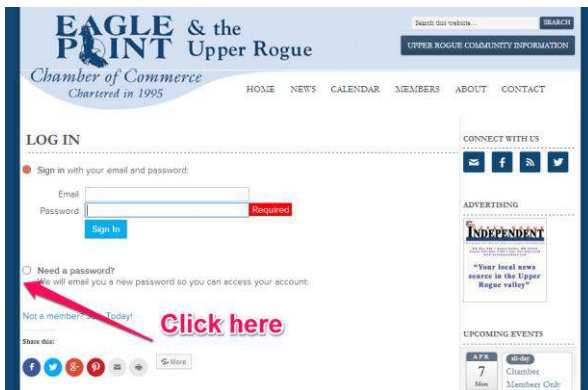 EAGLE & the
POINT Upper Rogue
Chamber of Commerce
Chartered in 1995
Search this website...
SEARCH
UPPER ROGUE COMMUNITY INFORMATION
HOME NEWS CALENDAR MEMBERS ABOUT CONTACT
LOG IN
Sign in with your email and password:
Email
Password
Required
Sign In
Need a password?
We will email you a new password so you can access your account:
Not a member? Today!
Click here
Share this:
More
CONNECT WITH US
ADVERTISING
INDEPENDENT
"Your local news
source in the Upper
Rogue valley"
UPCOMING EVENTS
APR
7
Mon
all-day
Chamber
Members Only